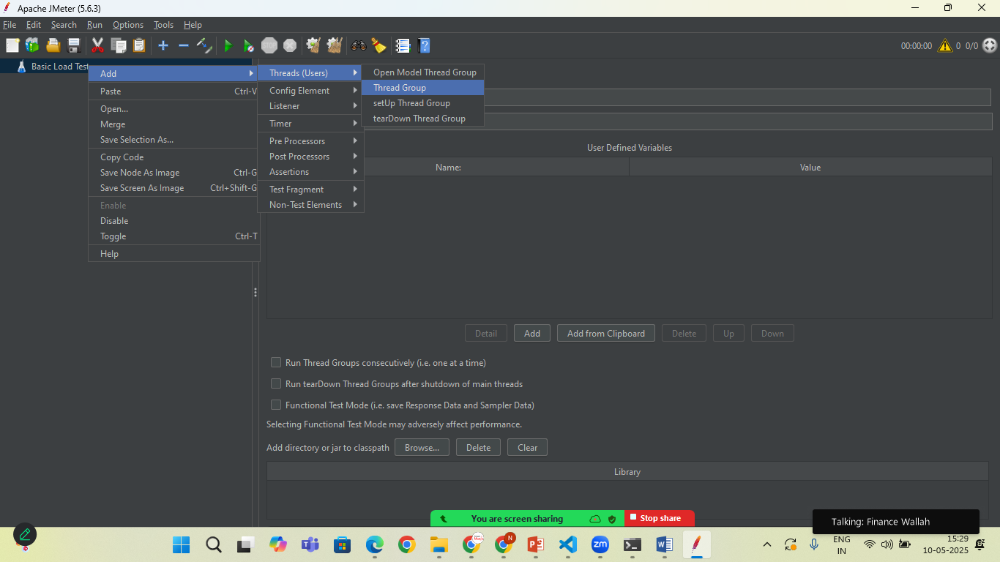 Apache JMeter (5.6.3)
File Edit Search Run Options Tools Help
STOP
00:00:00 0 0/0
Basic Load Test
Add
Paste Ctrl-V
Open...
Merge
Save Selection As...
Copy Code
Save Node As Image Ctrl-G
Save Screen As Image Ctrl+Shift-G
Enable
Disable
Toggle Ctrl-T
Help
Threads (Users)
Config Element
Listener
Timer
Pre Processors
Post Processors
Assertions
Test Fragment
Non-Test Elements
Open Model Thread Group
Thread Group
setUp Thread Group
tearDown Thread Group
User Defined Variables
Name: Value
Detail Add Add from Clipboard Delete Up Down
Run Thread Groups consecutively (i.e. one at a time)
Run tearDown Thread Groups after shutdown of main threads
Functional Test Mode (i.e. save Response Data and Sampler Data)
Selecting Functional Test Mode may adversely affect performance.
Add directory or jar to classpath Browse... Delete Clear
Library
You are screen sharing Stop share
Talking: Finance Wallah
N
zm
ENG
IN
15:29
10-05-2025